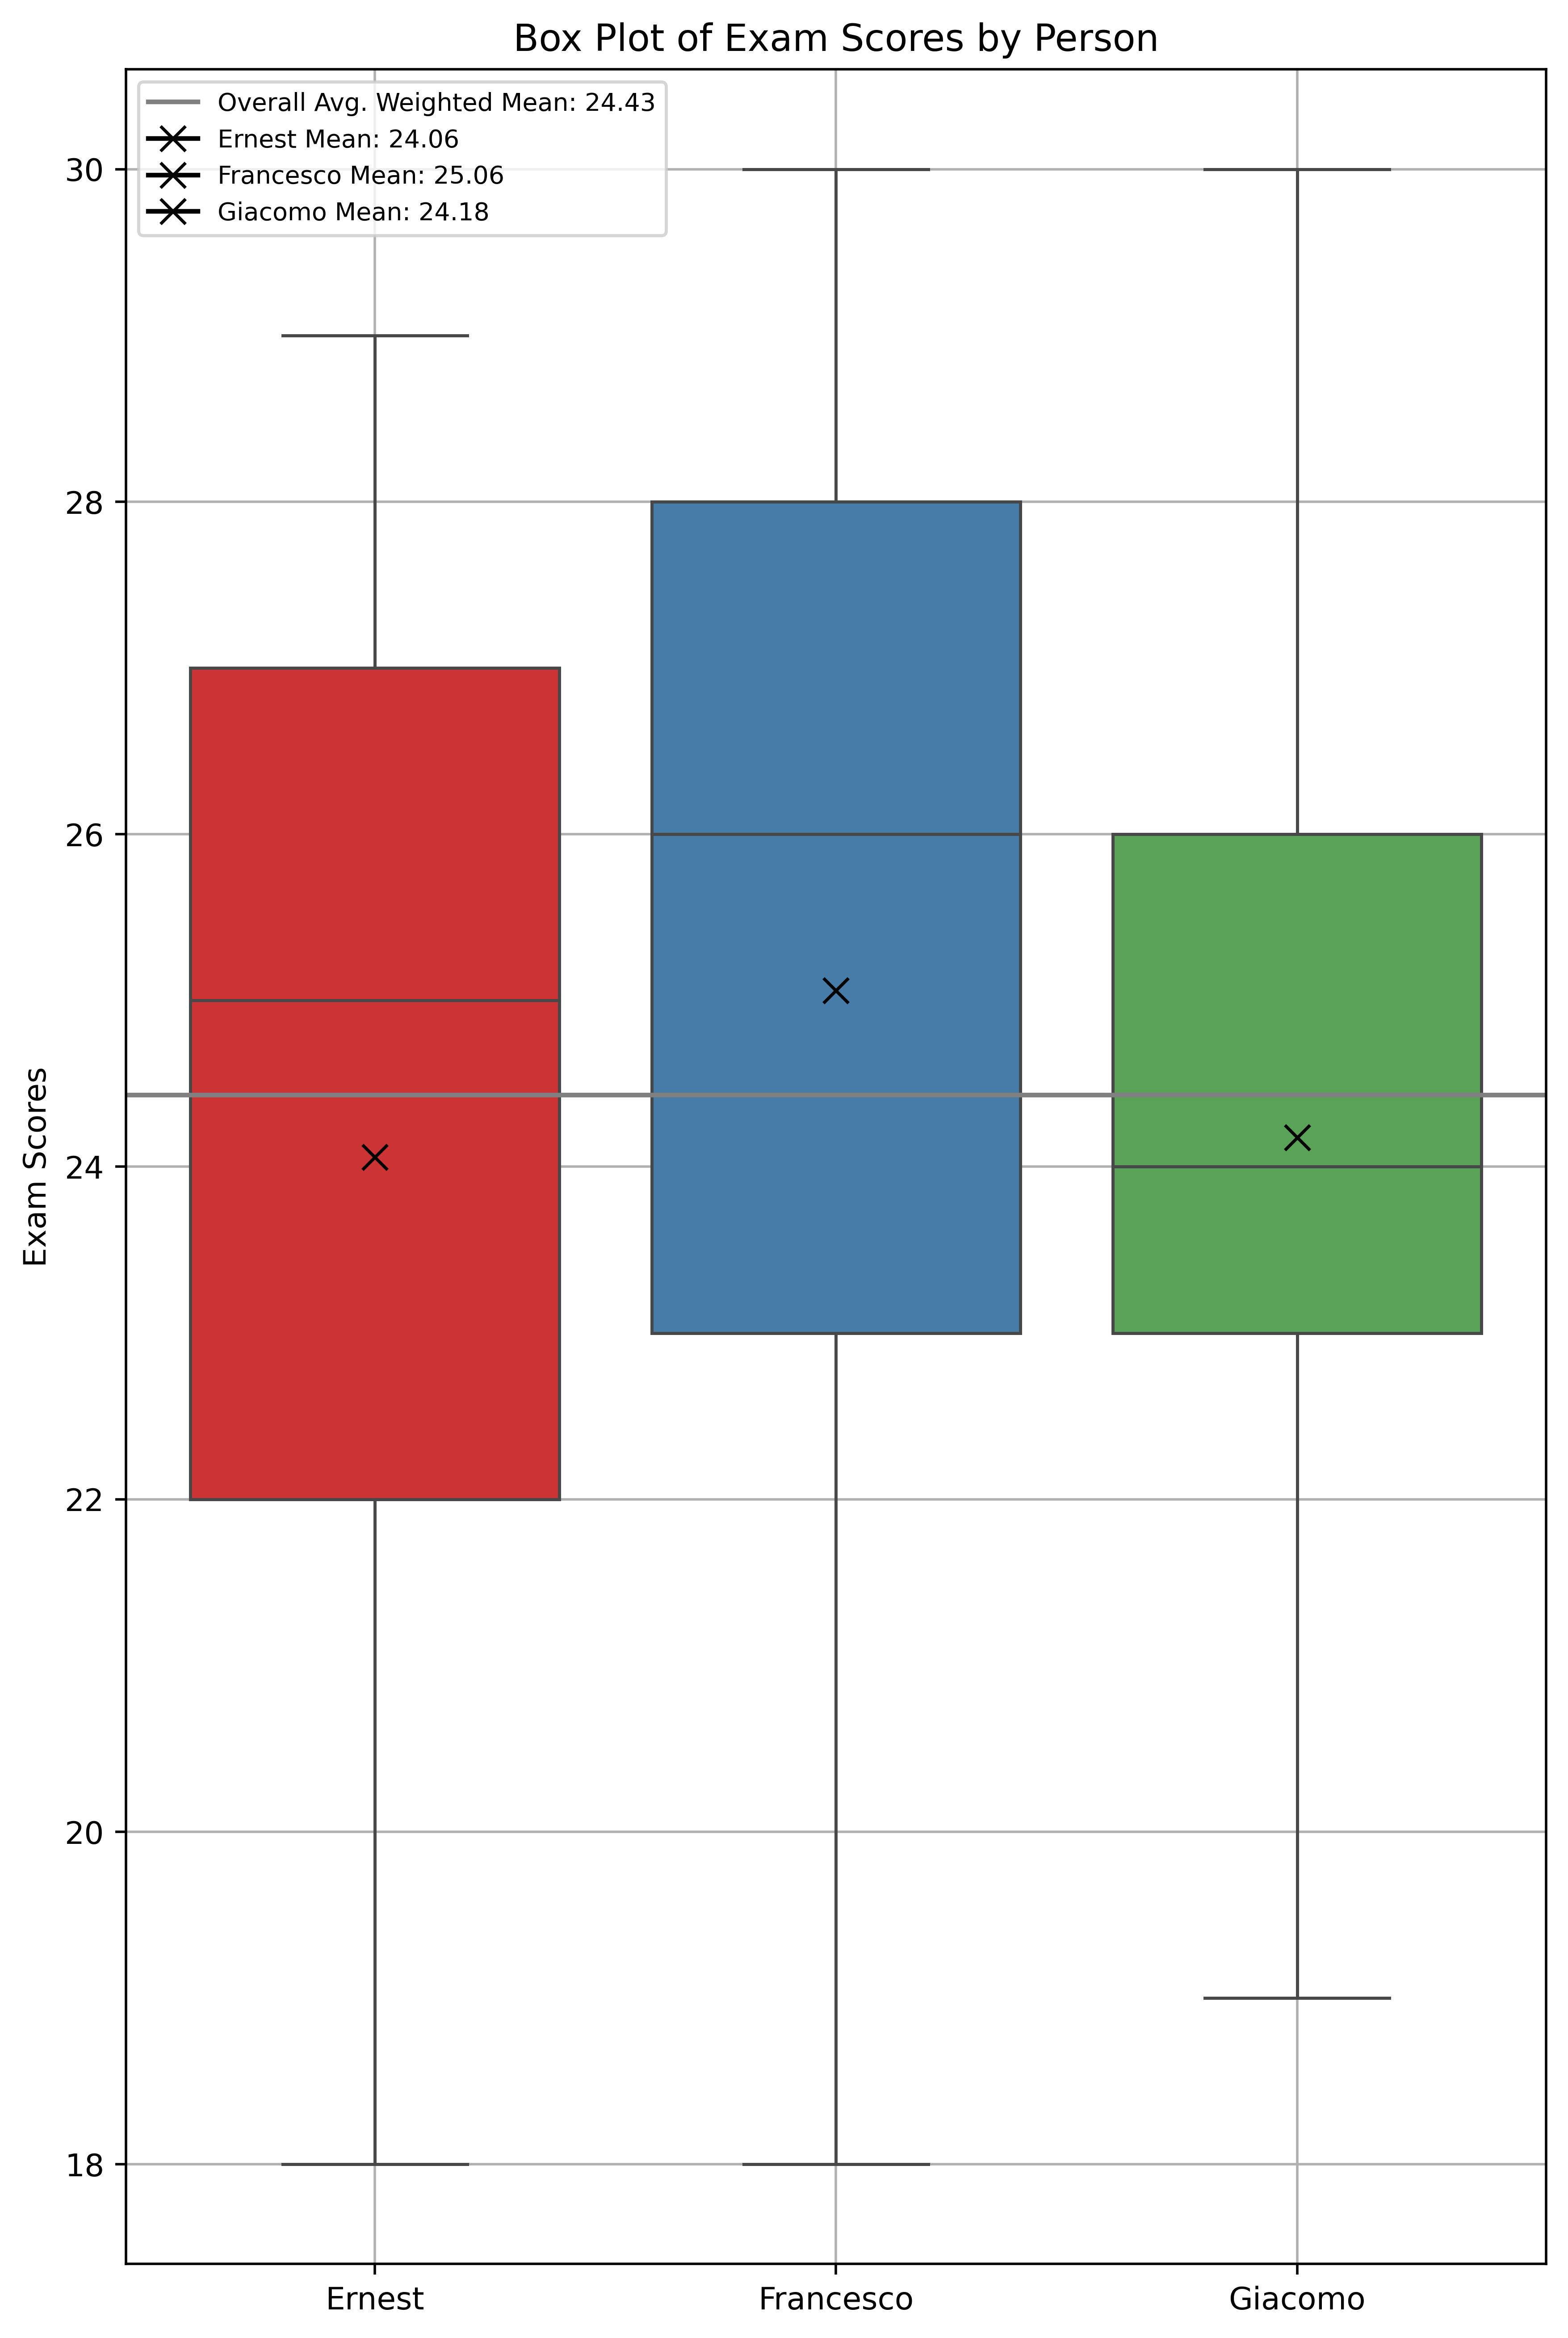 Box Plot of Exam Scores by Person
Overall Avg. Weighted Mean: 24.43
Ernest Mean: 24.06
Francesco Mean: 25.06
Giacomo Mean: 24.18
30
28
26
24
22
20
18
Exam Scores
Ernest
Francesco
Giacomo